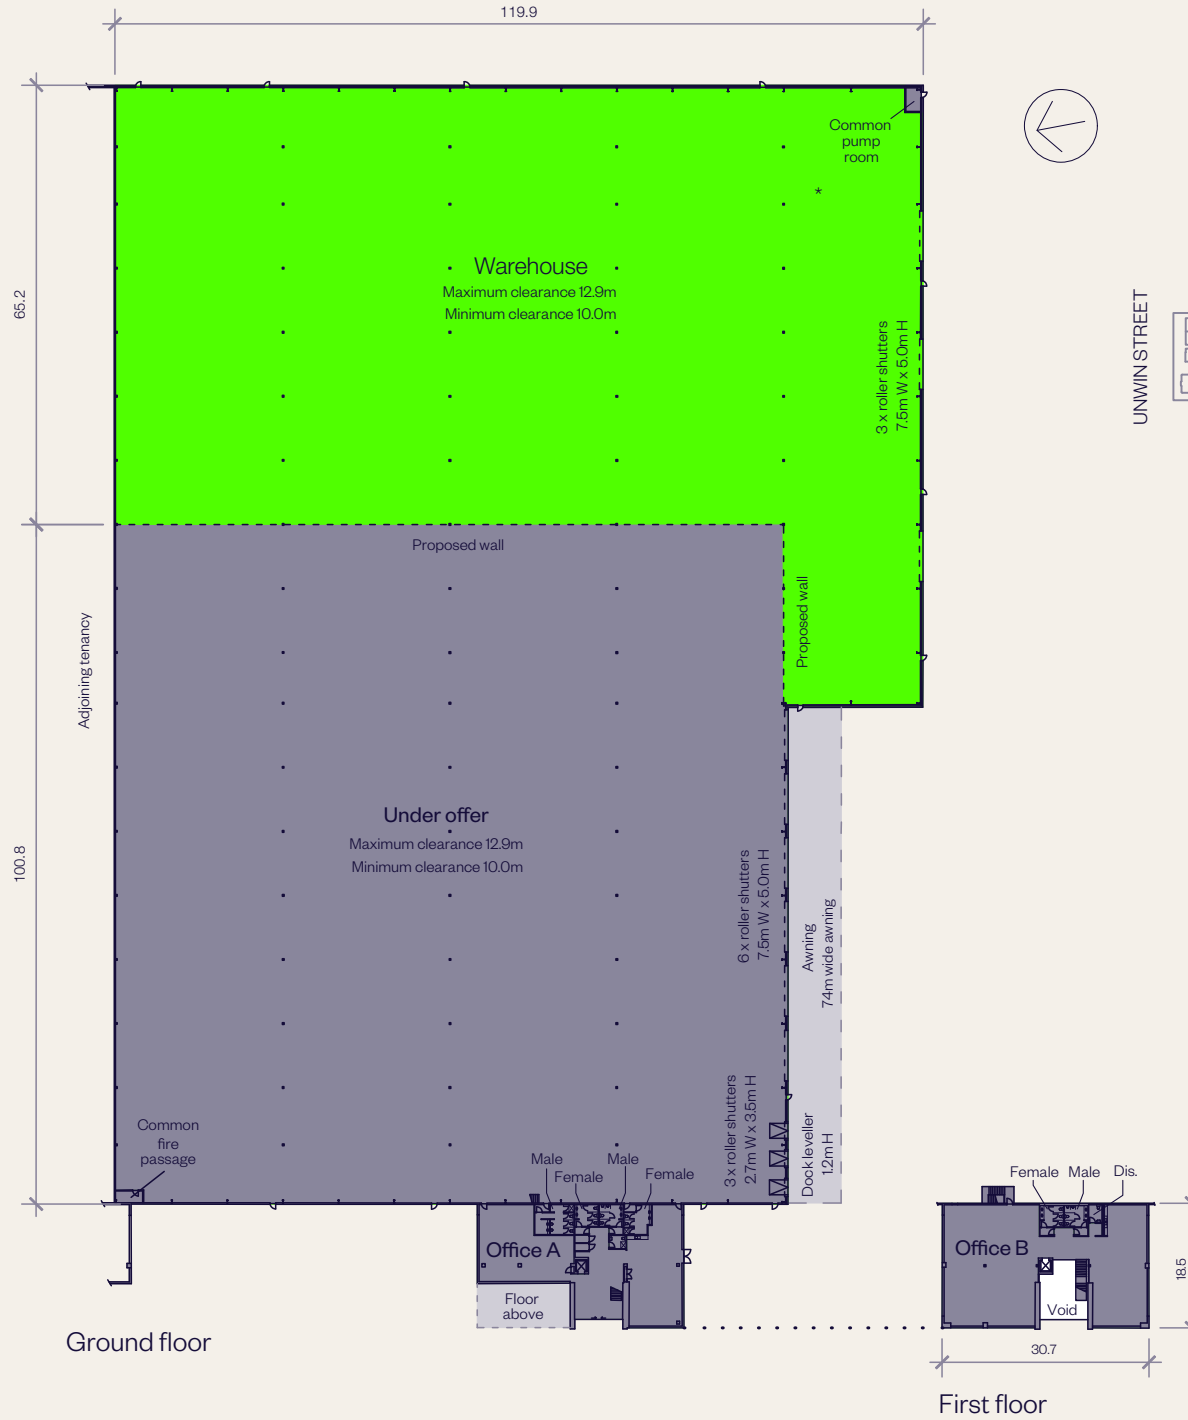 119.9
Common
pump
room
*
65.2
Warehouse
Maximum clearance 12.9m
Minimum clearance 10.0m
3 x roller shutters
7.5m W x 5.0m H
UNWIN STREET
Proposed wall
Proposed wall
Adjoining tenancy
100.8
Under offer
Maximum clearance 12.9m
Minimum clearance 10.0m
6 x roller shutters
7.5m W x 5.0m H
Awning
74m wide awning
3 x roller shutters
2.7m W x 3.5m H
Dock leveller
1.2m H
Common
fire
passage
Male
Female
Male
Female
Office A
Floor
above
Ground floor
Female
Male
Dis.
Office B
Void
18.5
30.7
First floor